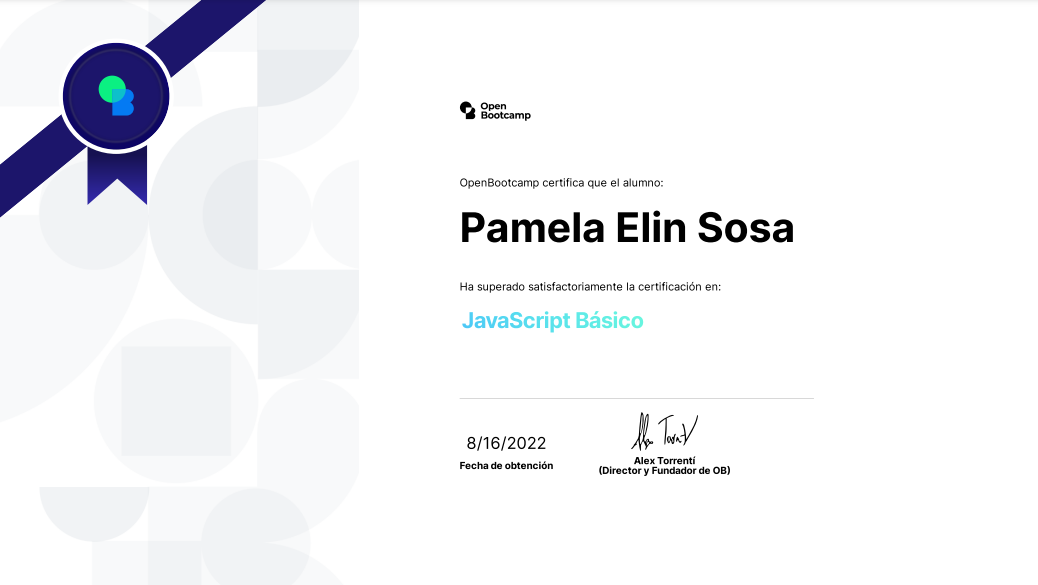 Open
Bootcamp
OpenBootcamp certifica que el alumno:
Pamela Elin Sosa
Ha superado satisfactoriamente la certificación en:
JavaScript Básico
8/16/2022
Fecha de obtención
Alex Torrentí
(Director y Fundador de OB)